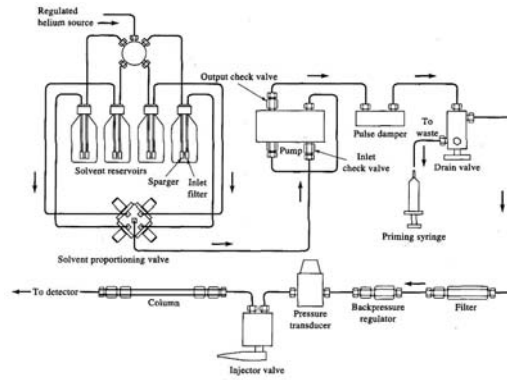 Regulated
helium source
Output check valve
To
waste
Pulse damper
Pump
Drain valve
Inlet
check valve
Solvent reservoirs
Sparger
Inlet
filter
Priming syringe
Solvent proportioning valve
To detector
Column
Pressure
transducer
Backpressure
regulator
Filter
Injector valve